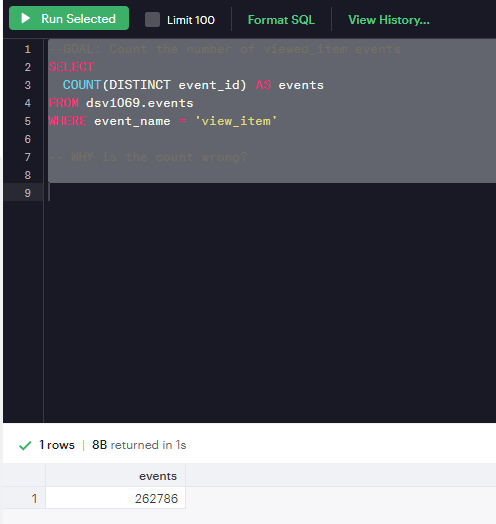 Run Selected Limit 100 Format SQL View History...
1 --GOAL: Count the number of viewed_item events
2 SELECT
3 COUNT(DISTINCT event_id) AS events
4 FROM dsv1069.events
5 WHERE event_name = 'view_item'
6
7 -- WHY is the count wrong?
8
9
1 rows | 8B returned in 1s
events
1 262786